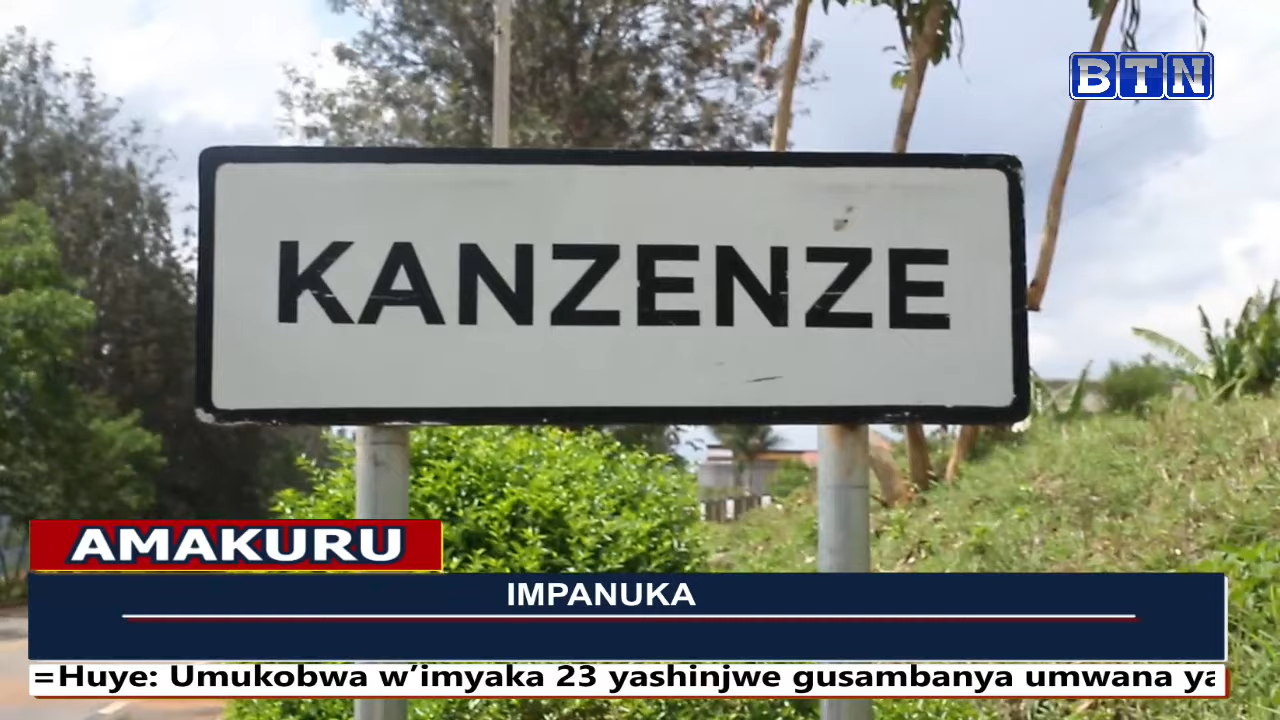 BTN
KANZENZE
AMAKURU
IMPANUKA
=Huye: Umukobwa w’imyaka 23 yashinjwe gusambanya umwana ya